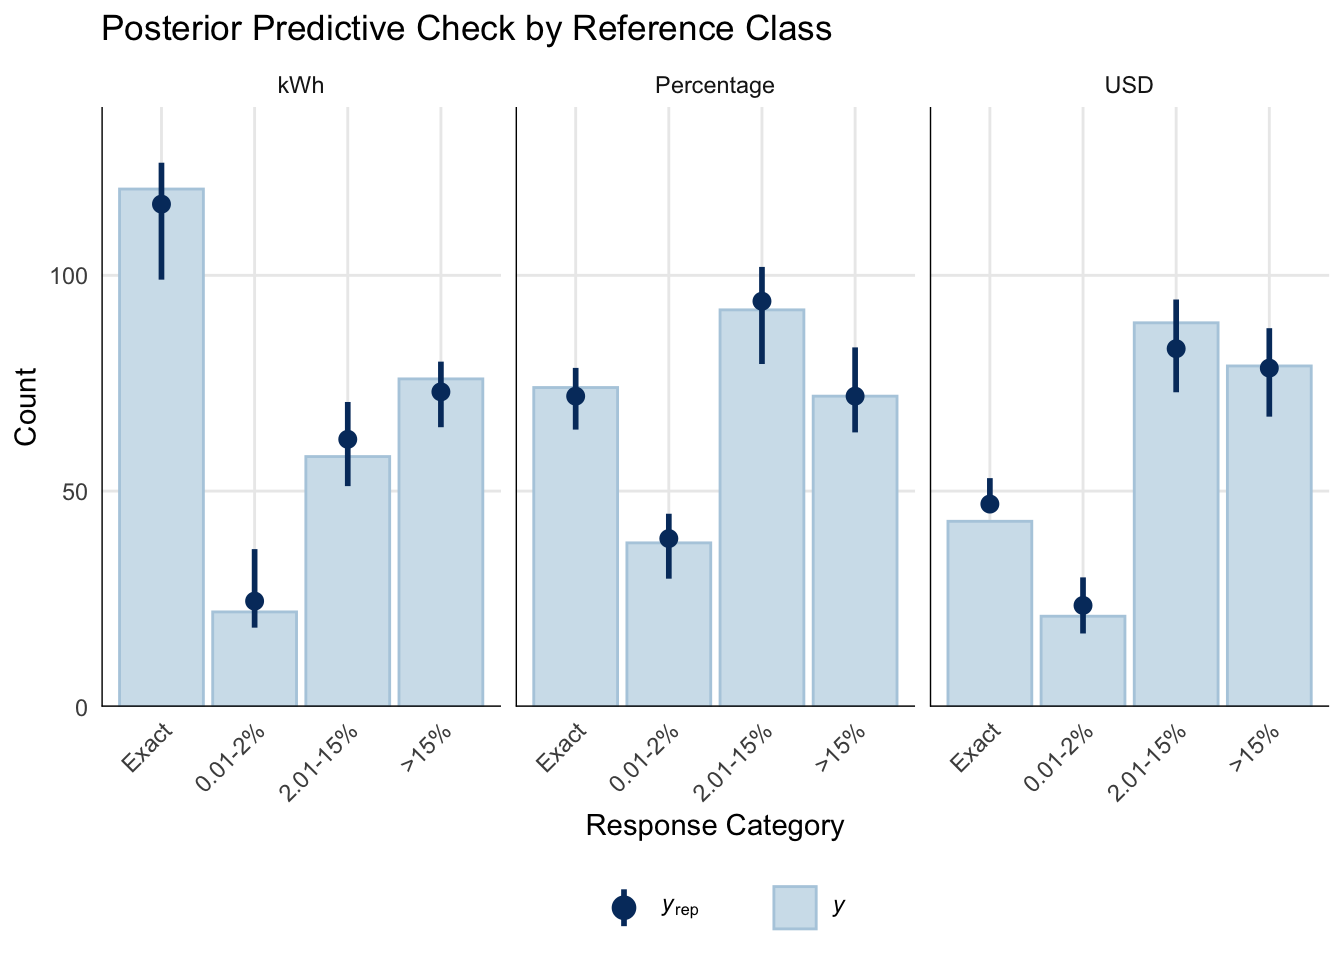 Posterior Predictive Check by Reference Class
kWh
Percentage
USD
Count
100
50
0
Exact
0.01-2%
2.01-15%
>15%
Exact
0.01-2%
2.01-15%
>15%
Exact
0.01-2%
2.01-15%
>15%
Response Category
yrep
y